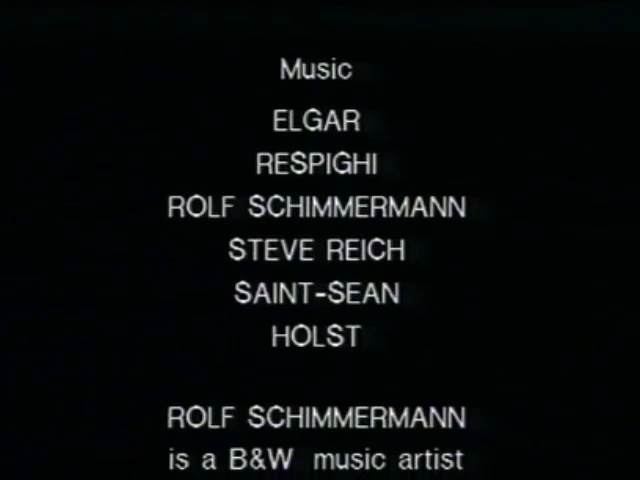 Music
ELGAR
RESPIGHI
ROLF SCHIMMERMANN
STEVE REICH
SAINT-SEAN
HOLST
ROLF SCHIMMERMANN
is a B&W music artist